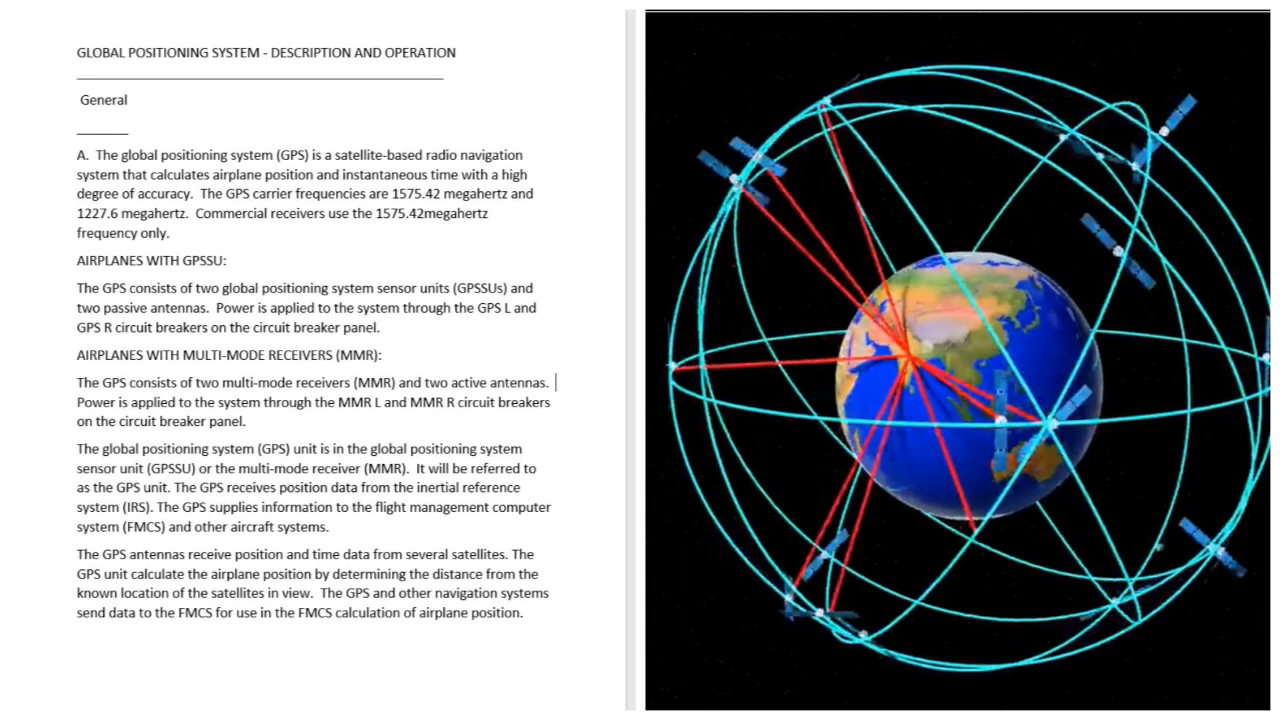 GLOBAL POSITIONING SYSTEM - DESCRIPTION AND OPERATION
General
A.  The global positioning system (GPS) is a satellite-based radio navigation
system that calculates airplane position and instantaneous time with a high
degree of accuracy.  The GPS carrier frequencies are 1575.42 megahertz and
1227.6 megahertz.  Commercial receivers use the 1575.42megahertz
frequency only.
AIRPLANES WITH GPSSU:
The GPS consists of two global positioning system sensor units (GPSSUs) and
two passive antennas.  Power is applied to the system through the GPS L and
GPS R circuit breakers on the circuit breaker panel.
AIRPLANES WITH MULTI-MODE RECEIVERS (MMR):
The GPS consists of two multi-mode receivers (MMR) and two active antennas.
Power is applied to the system through the MMR L and MMR R circuit breakers
on the circuit breaker panel.
The global positioning system (GPS) unit is in the global positioning system
sensor unit (GPSSU) or the multi-mode receiver (MMR).  It will be referred to
as the GPS unit. The GPS receives position data from the inertial reference
system (IRS). The GPS supplies information to the flight management computer
system (FMCS) and other aircraft systems.
The GPS antennas receive position and time data from several satellites. The
GPS unit calculate the airplane position by determining the distance from the
known location of the satellites in view.  The GPS and other navigation systems
send data to the FMCS for use in the FMCS calculation of airplane position.